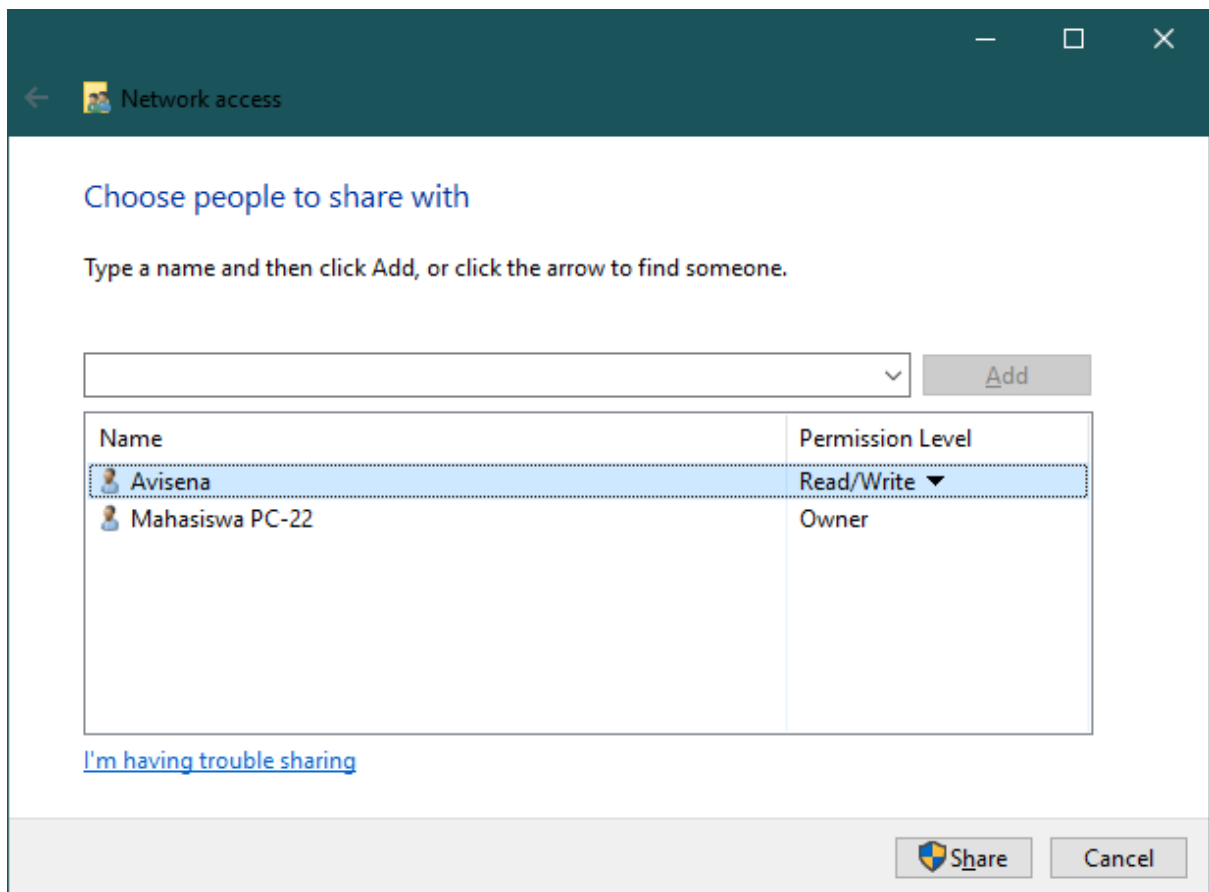 Network access
Choose people to share with
Type a name and then click Add, or click the arrow to find someone.
Add
Name Permission Level
Avisena Read/Write
Mahasiswa PC-22 Owner
I'm having trouble sharing
Share Cancel